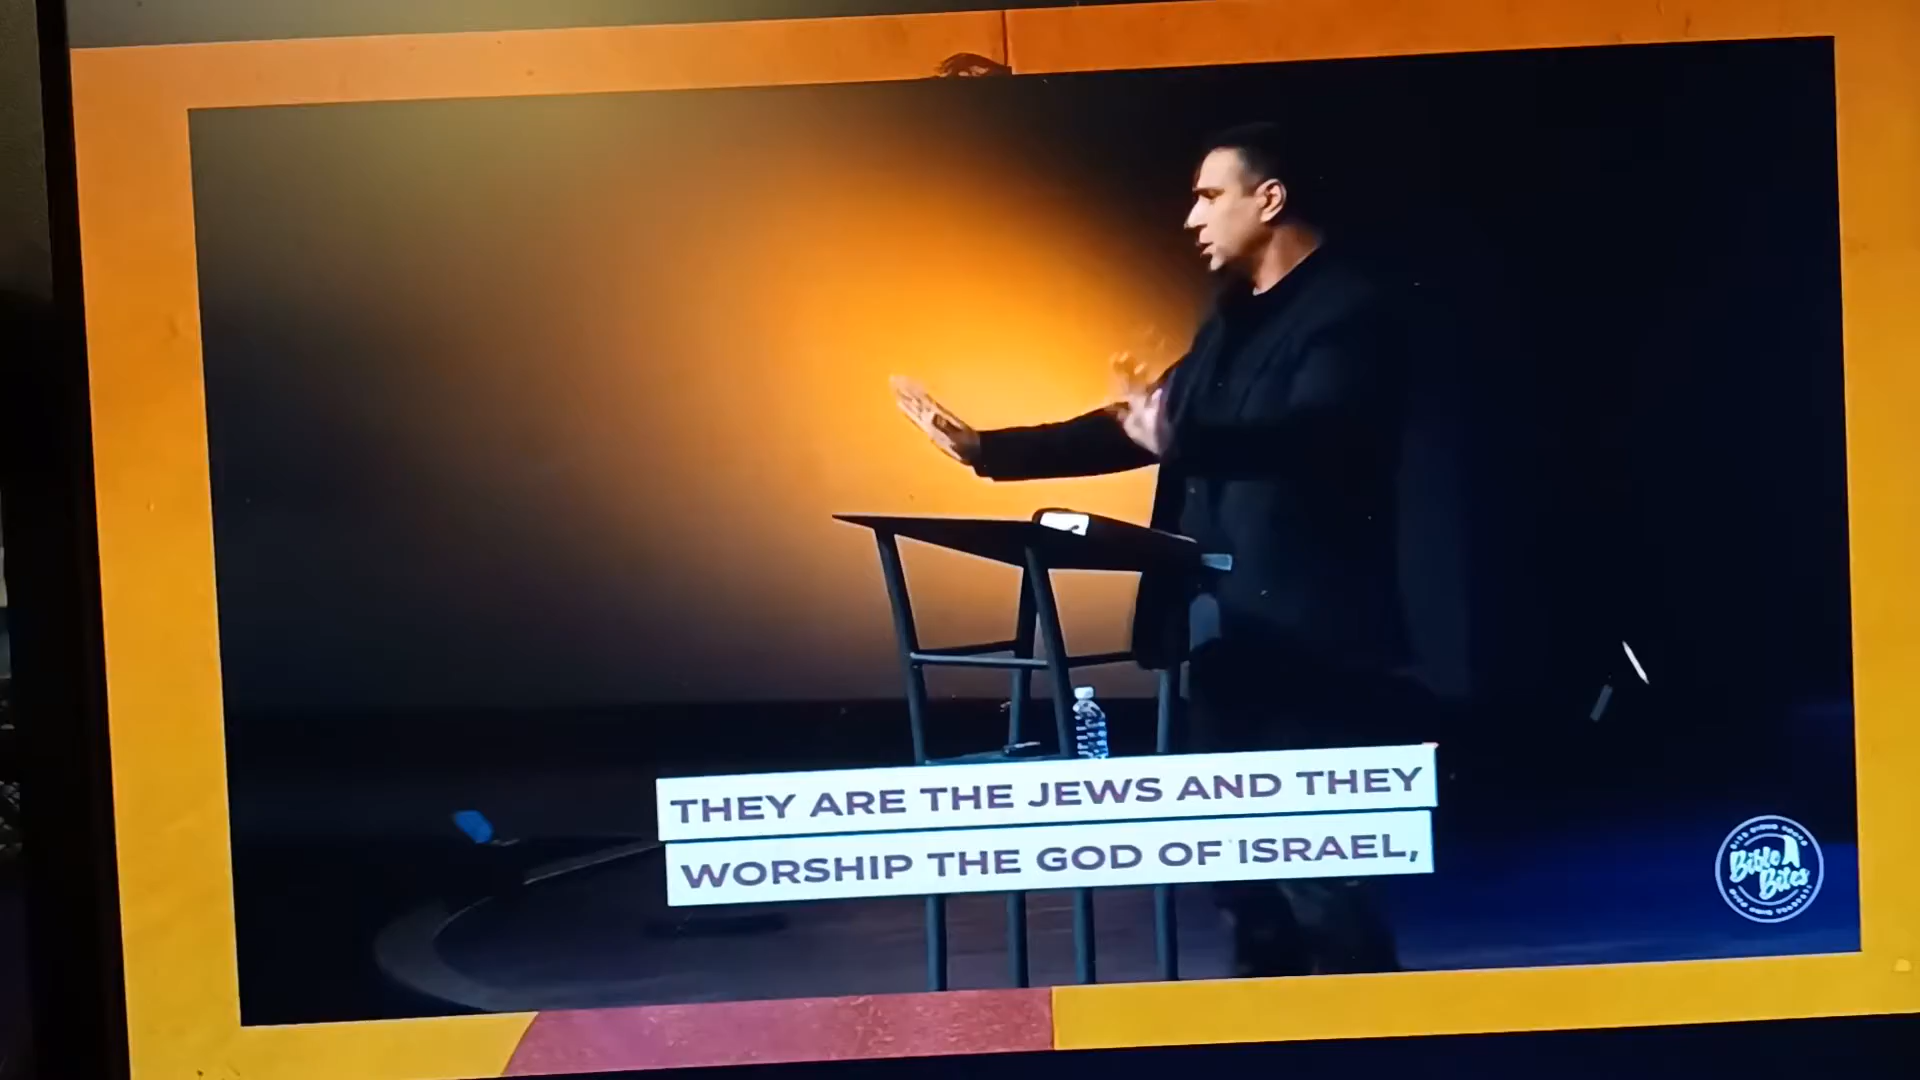 THEY ARE THE JEWS AND THEY
WORSHIP THE GOD OF ISRAEL,
Bible
Bites